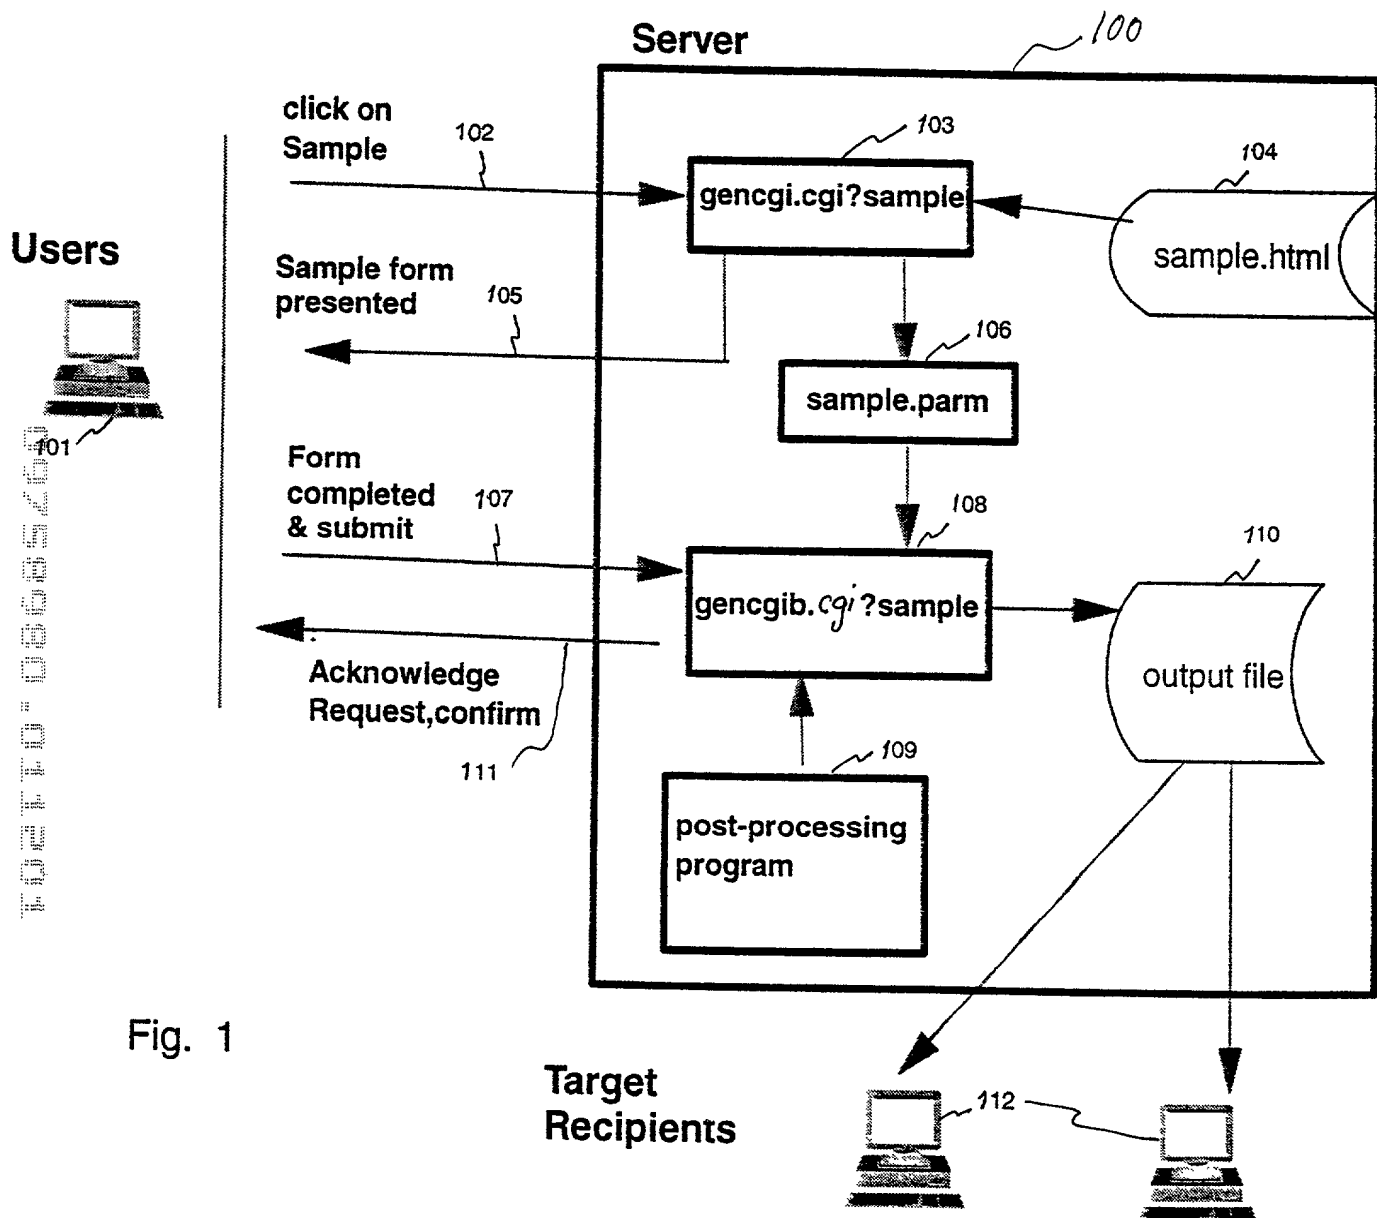 Server
100
click on
Sample
102
103
gencgi.cgi?sample
104
sample.html
Users
Sample form
presented
105
106
sample.parm
101
Form
completed
& submit
107
108
gencgib.cgi?sample
110
output file
Acknowledge
Request,confirm
111
109
post-processing
program
Fig. 1
Target
Recipients
112
09758980.011201